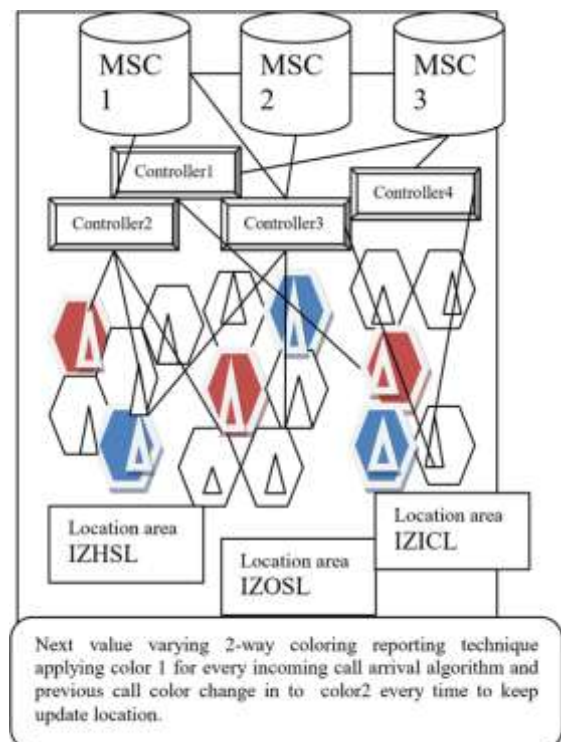 MSC
1
MSC
2
MSC
3
Controller1
Controller4
Controller2
Controller3
Location area
IZHSL
Location area
IZOSL
Location area
IZICL
Next value varying 2-way coloring reporting technique
applying color 1 for every incoming call arrival algorithm and
previous call color change in to color2 every time to keep
update location.